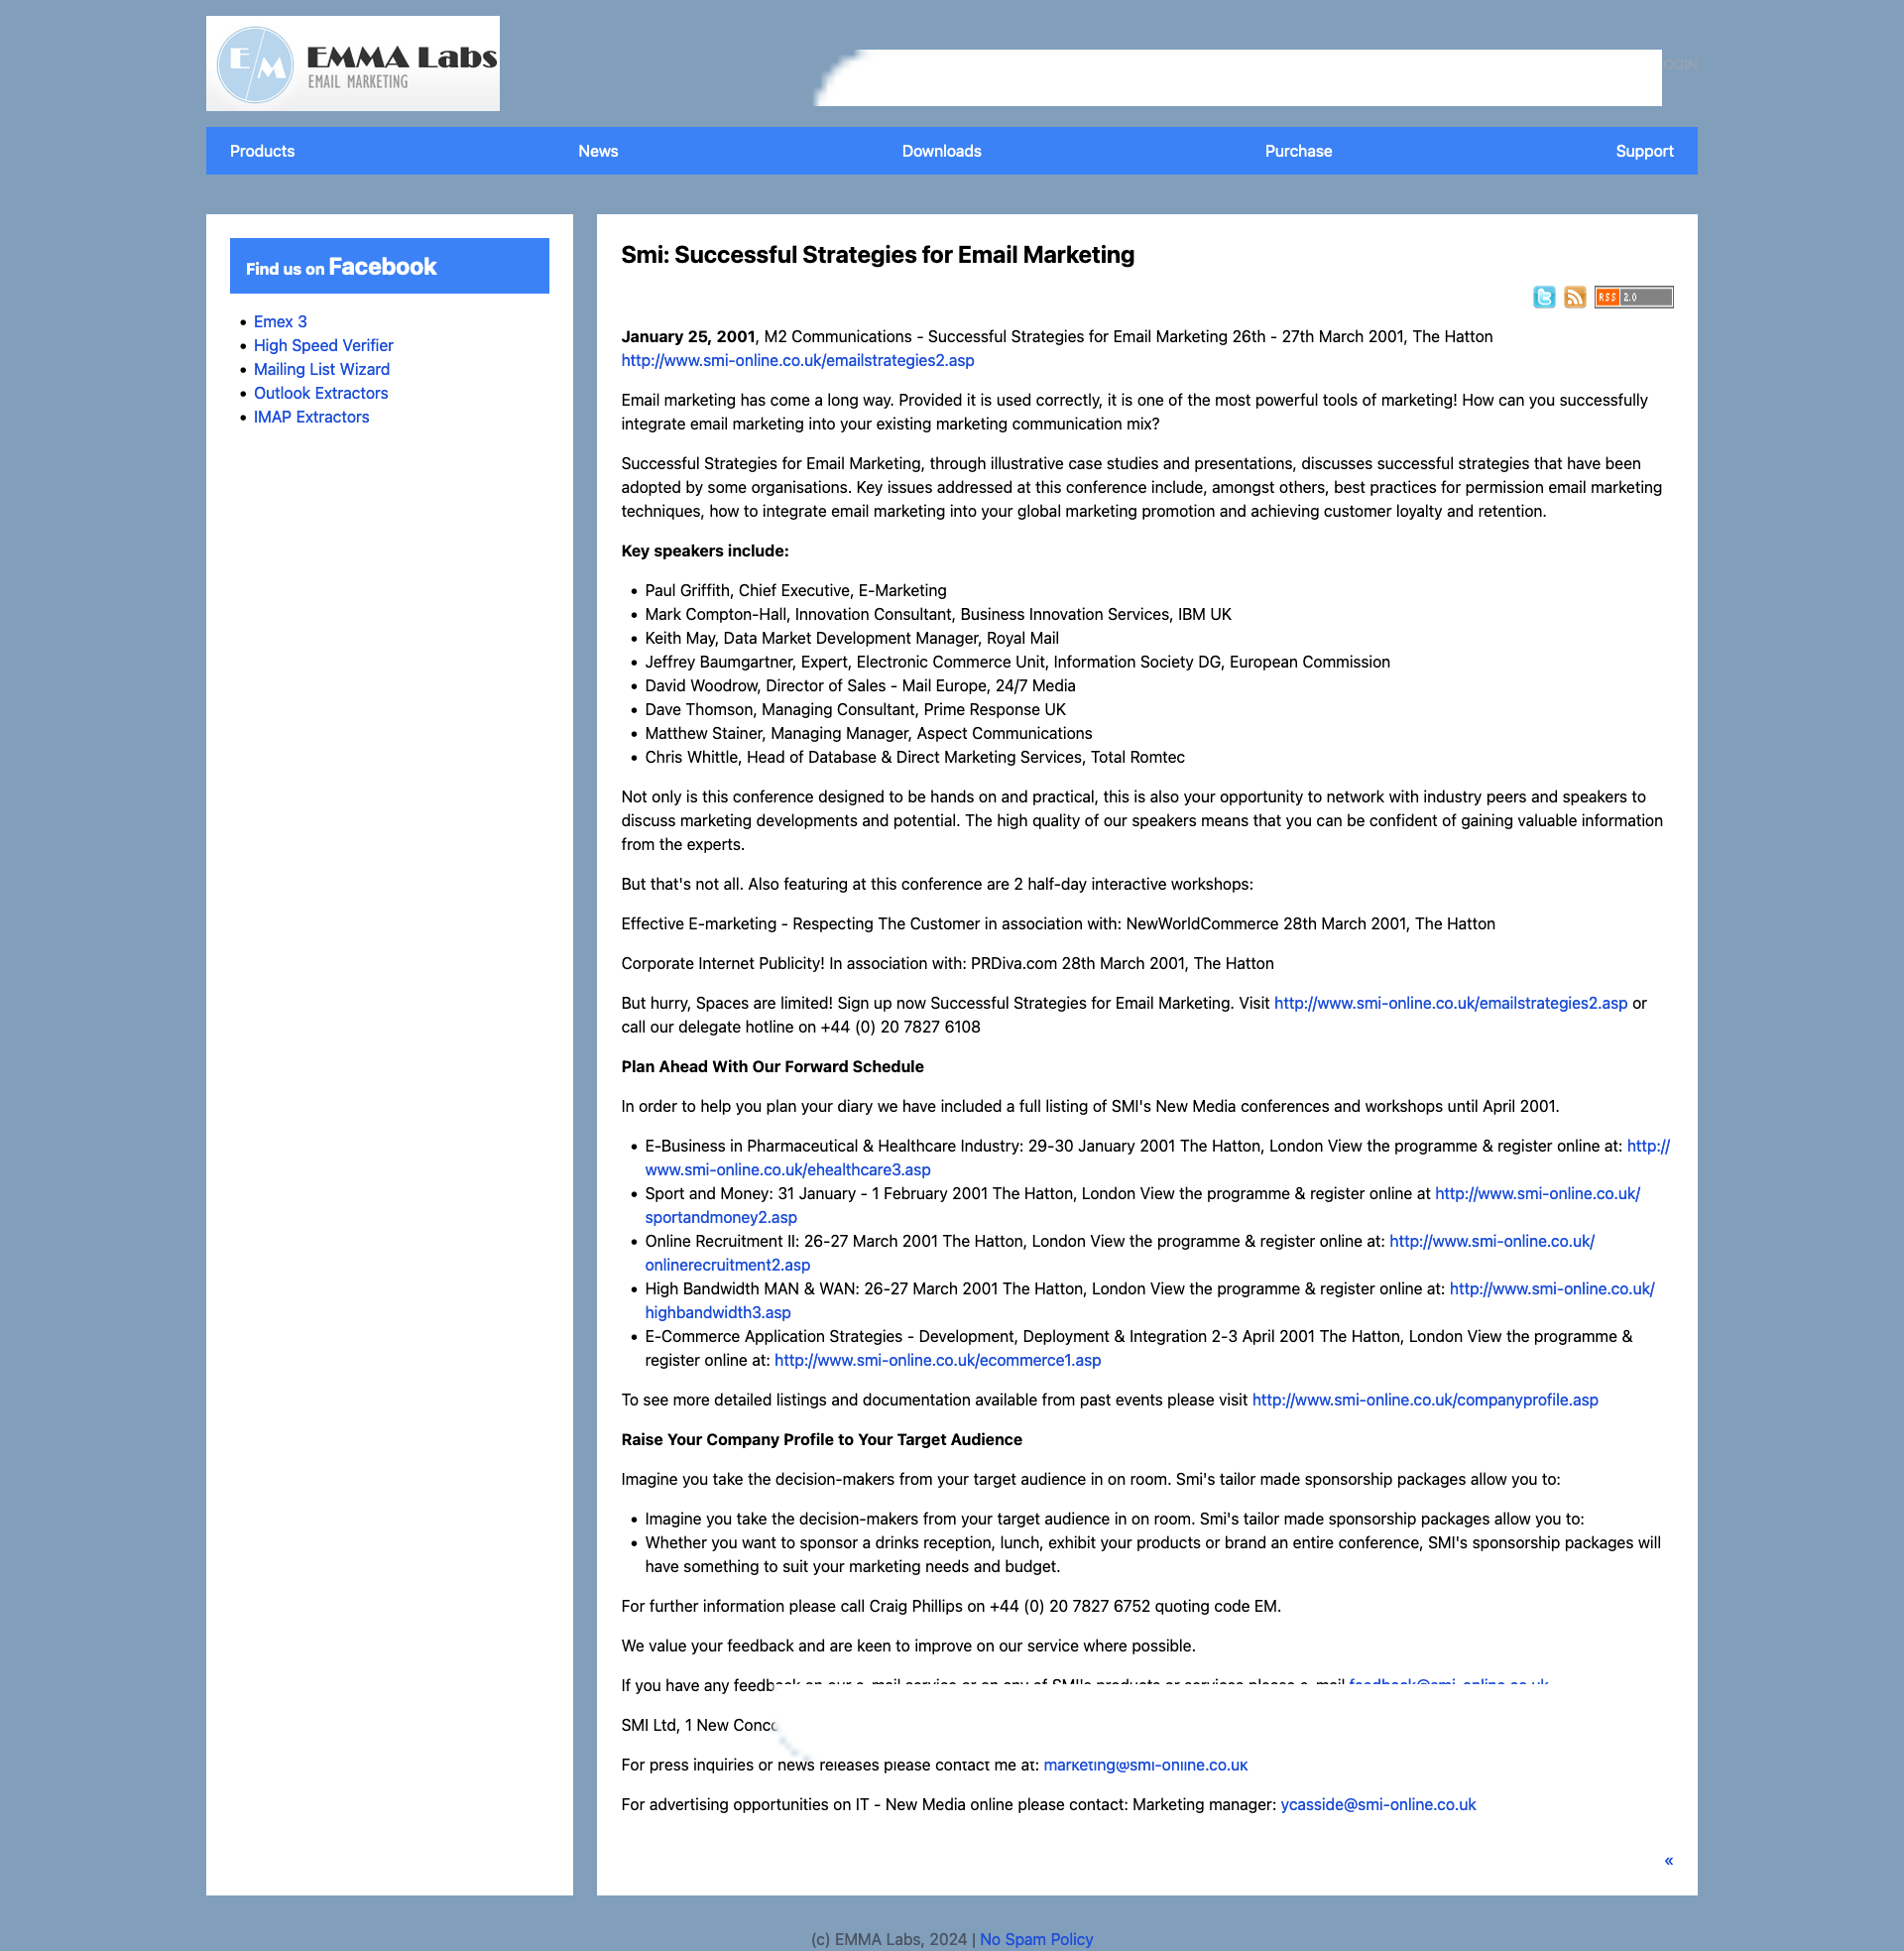 EM EMMA Labs
EMAIL MARKETING
OGIN
Products News Downloads Purchase Support
Find us on Facebook
Emex 3
High Speed Verifier
Mailing List Wizard
Outlook Extractors
IMAP Extractors
Smi: Successful Strategies for Email Marketing
RSS 2.0
January 25, 2001, M2 Communications - Successful Strategies for Email Marketing 26th - 27th March 2001, The Hatton
http://www.smi-online.co.uk/emailstrategies2.asp
Email marketing has come a long way. Provided it is used correctly, it is one of the most powerful tools of marketing! How can you successfully
integrate email marketing into your existing marketing communication mix?
Successful Strategies for Email Marketing, through illustrative case studies and presentations, discusses successful strategies that have been
adopted by some organisations. Key issues addressed at this conference include, amongst others, best practices for permission email marketing
techniques, how to integrate email marketing into your global marketing promotion and achieving customer loyalty and retention.
Key speakers include:
Paul Griffith, Chief Executive, E-Marketing
Mark Compton-Hall, Innovation Consultant, Business Innovation Services, IBM UK
Keith May, Data Market Development Manager, Royal Mail
Jeffrey Baumgartner, Expert, Electronic Commerce Unit, Information Society DG, European Commission
David Woodrow, Director of Sales - Mail Europe, 24/7 Media
Dave Thomson, Managing Consultant, Prime Response UK
Matthew Stainer, Managing Manager, Aspect Communications
Chris Whittle, Head of Database & Direct Marketing Services, Total Romtec
Not only is this conference designed to be hands on and practical, this is also your opportunity to network with industry peers and speakers to
discuss marketing developments and potential. The high quality of our speakers means that you can be confident of gaining valuable information
from the experts.
But that's not all. Also featuring at this conference are 2 half-day interactive workshops:
Effective E-marketing - Respecting The Customer in association with: NewWorldCommerce 28th March 2001, The Hatton
Corporate Internet Publicity! In association with: PRDiva.com 28th March 2001, The Hatton
But hurry, Spaces are limited! Sign up now Successful Strategies for Email Marketing. Visit http://www.smi-online.co.uk/emailstrategies2.asp or
call our delegate hotline on +44 (0) 20 7827 6108
Plan Ahead With Our Forward Schedule
In order to help you plan your diary we have included a full listing of SMI's New Media conferences and workshops until April 2001.
E-Business in Pharmaceutical & Healthcare Industry: 29-30 January 2001 The Hatton, London View the programme & register online at: http://
www.smi-online.co.uk/ehealthcare3.asp
Sport and Money: 31 January - 1 February 2001 The Hatton, London View the programme & register online at http://www.smi-online.co.uk/
sportandmoney2.asp
Online Recruitment II: 26-27 March 2001 The Hatton, London View the programme & register online at: http://www.smi-online.co.uk/
onlinerecruitment2.asp
High Bandwidth MAN & WAN: 26-27 March 2001 The Hatton, London View the programme & register online at: http://www.smi-online.co.uk/
highbandwidth3.asp
E-Commerce Application Strategies - Development, Deployment & Integration 2-3 April 2001 The Hatton, London View the programme &
register online at: http://www.smi-online.co.uk/ecommerce1.asp
To see more detailed listings and documentation available from past events please visit http://www.smi-online.co.uk/companyprofile.asp
Raise Your Company Profile to Your Target Audience
Imagine you take the decision-makers from your target audience in on room. Smi's tailor made sponsorship packages allow you to:
Imagine you take the decision-makers from your target audience in on room. Smi's tailor made sponsorship packages allow you to:
Whether you want to sponsor a drinks reception, lunch, exhibit your products or brand an entire conference, SMI's sponsorship packages will
have something to suit your marketing needs and budget.
For further information please call Craig Phillips on +44 (0) 20 7827 6752 quoting code EM.
We value your feedback and are keen to improve on our service where possible.
If you have any feedback on our e-mail service or on any of SMI's products or services please e-mail feedback@smi-online.co.uk
SMI Ltd, 1 New
For press inquiries or news releases please contact me at: marketing@smi-online.co.uk
For advertising opportunities on IT - New Media online please contact: Marketing manager: ycasside@smi-online.co.uk
«
(c) EMMA Labs, 2024 | No Spam Policy